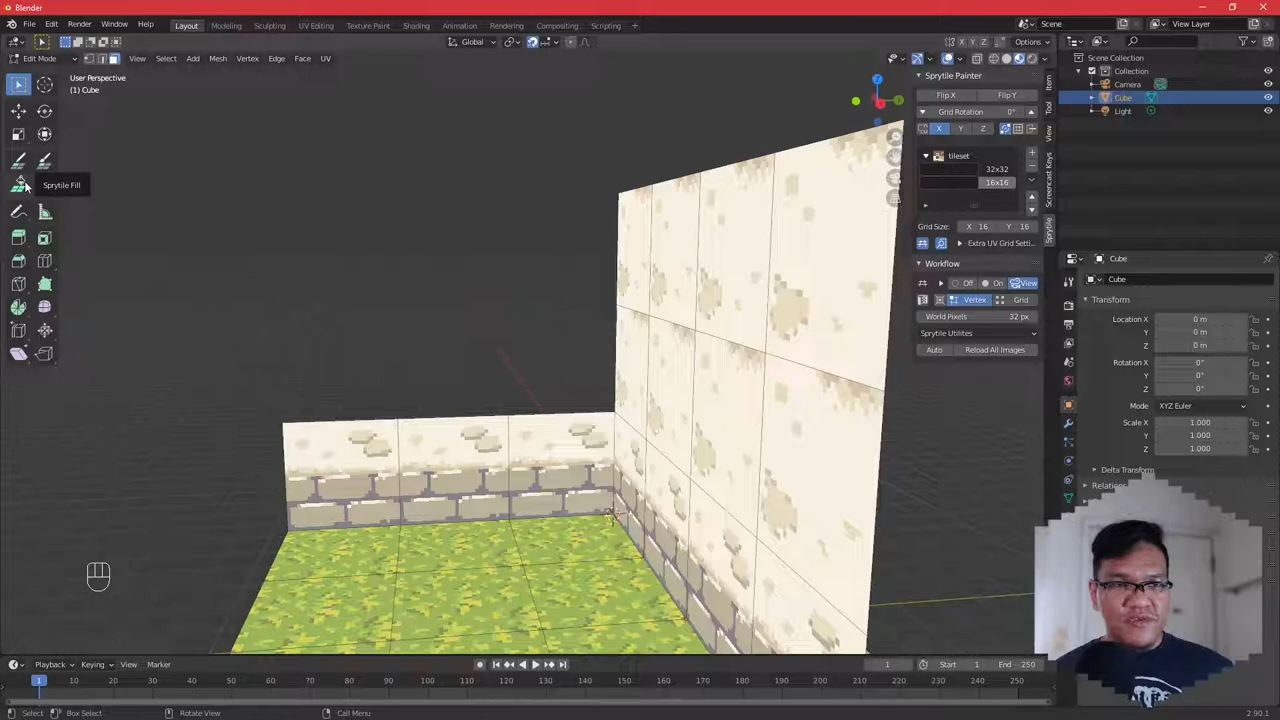 Blender
File Edit Render Window Help Layout Modeling Sculpting UV Editing Texture Paint Shading Animation Rendering Compositing Scripting + Scene View Layer
Global X Y Z Options
Edit Mode View Select Add Mesh Vertex Edge Face UV
User Perspective
(1) Cube
Sprytile Fill
Z
Sprytile Painter
Flip X Flip Y
Grid Rotation 0°
X Y Z
tileset
32x32
16x16
Grid Size: X 16 Y 16
Extra UV Grid Setti...
Workflow
Off On View
Vertex Grid
World Pixels 32 px
Sprytile Utilites
Auto Reload All Images
Item
Tool
View
Screencast Keys
Sprytile
Scene Collection
Collection
Camera
Cube
Light
Cube
Cube
Transform
Location X 0 m
Y 0 m
Z 0 m
Rotation X 0°
Y 0°
Z 0°
Mode XYZ Euler
Scale X 1.000
Y 1.000
Z 1.000
Delta Transform
Relations
Playback Keying View Marker 1 Start 1 End 250
1 10 20 30 40 50 60 70 80 90 100 110 120 130 140 150 160 170 180 190 200 210 220 230 240 250
Select Box Select Rotate View Call Menu 2.90.1